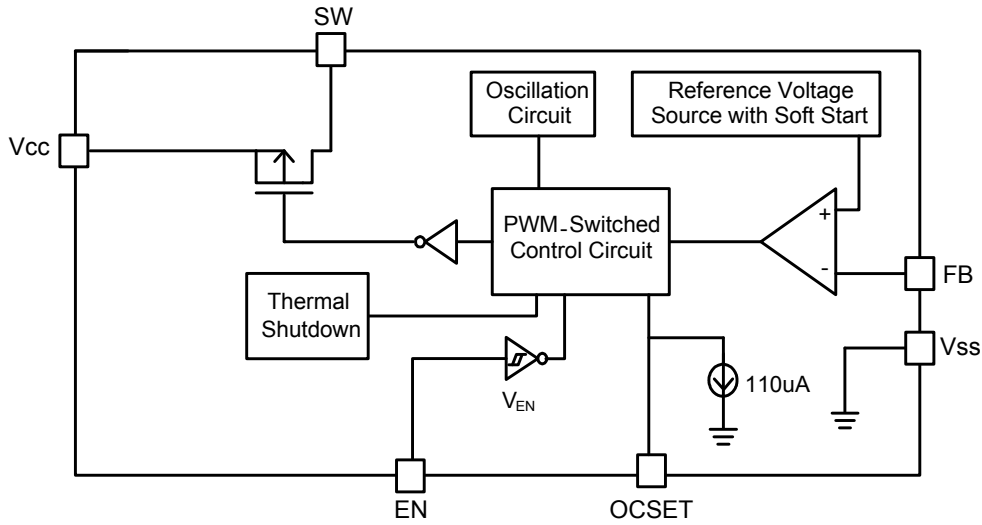 SW
Oscillation
Circuit
Reference Voltage
Source with Soft Start
Vcc
PWM-Switched
Control Circuit
+
-
FB
Thermal
Shutdown
Vss
VEN
110uA
EN
OCSET